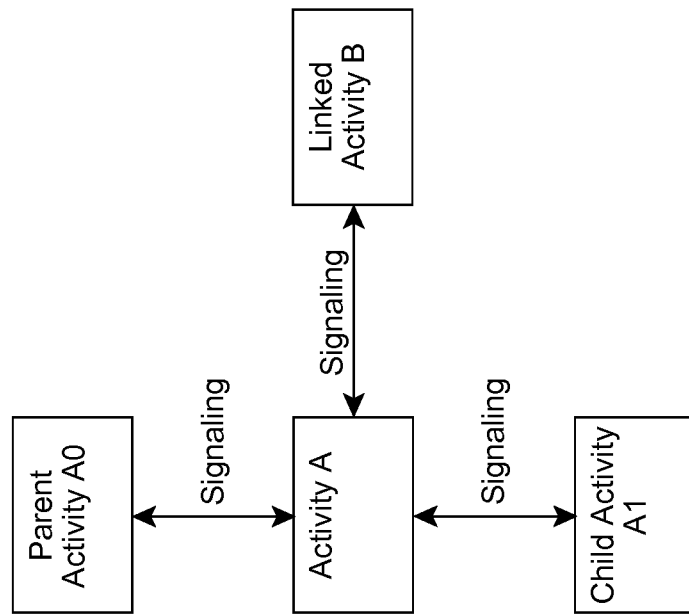 Parent
Activity A0
Signaling
Activity A
Signaling
Linked
Activity B
Signaling
Child Activity
A1